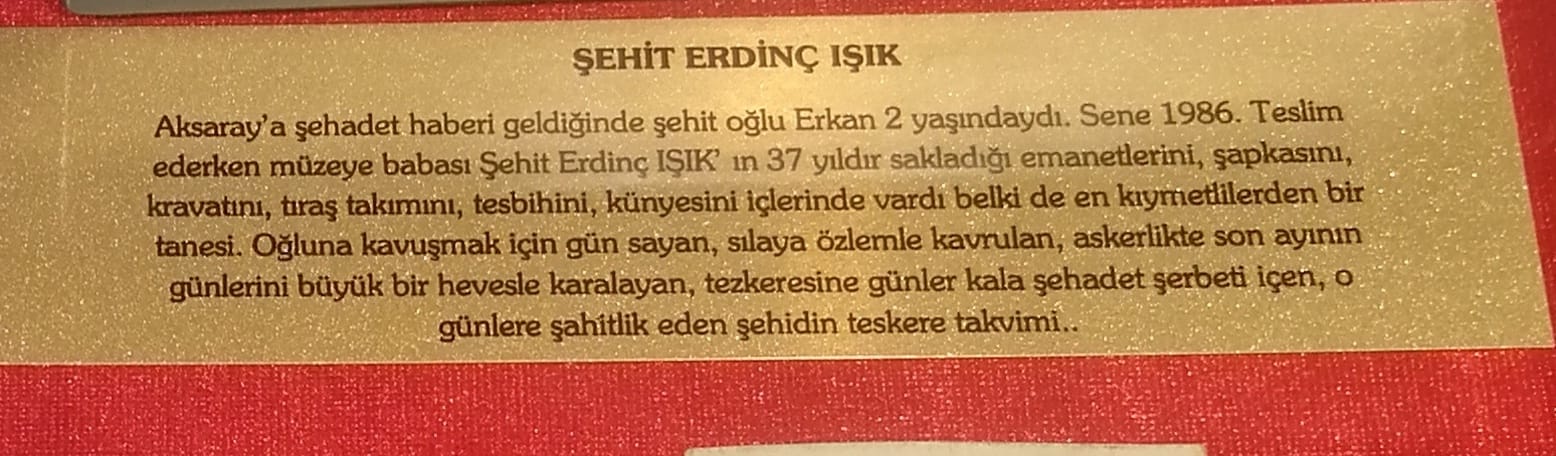 ŞEHİT ERDİNÇ IŞIK
Aksaray'a şehadet haberi geldiğinde şehit oğlu Erkan 2 yaşındaydı. Sene 1986. Teslim
ederken müzeye babası Şehit Erdinç IŞIK' ın 37 yıldır sakladığı emanetlerini, şapkasını,
kravatını, tıraş takımını, tesbihini, künyesini içlerinde vardı belki de en kıymetlilerden bir
tanesi. Oğluna kavuşmak için gün sayan, sılaya özlemle kavrulan, askerlikte son ayının
günlerini büyük bir hevesle karalayan, tezkeresine günler kala şehadet şerbeti içen, o
günlere şahitlik eden şehidin teskere takvimi..